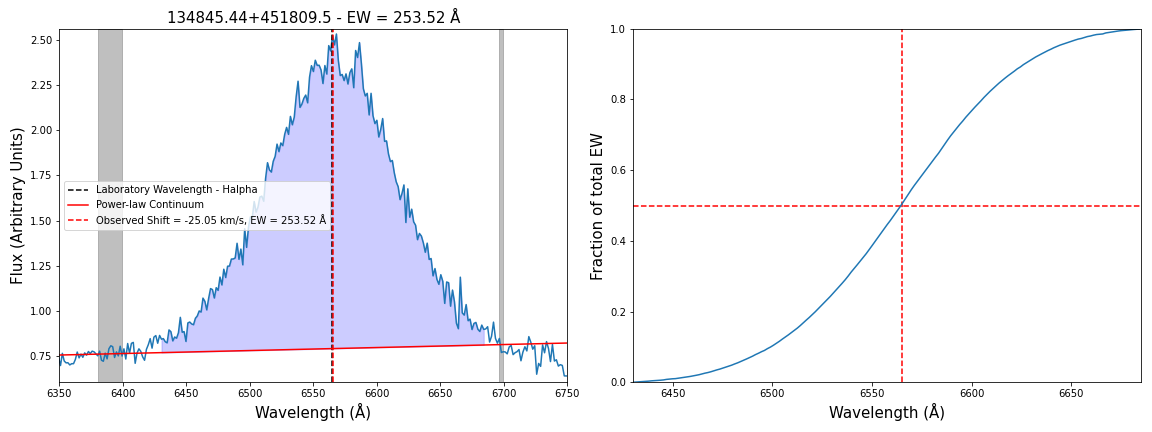 134845.44+451809.5 - EW = 253.52 Å
Flux (Arbitrary Units)
2.50
2.25
2.00
1.75
1.50
1.25
1.00
0.75
Laboratory Wavelength - Halpha
Power-law Continuum
Observed Shift = -25.05 km/s, EW = 253.52 Å
6350 6400 6450 6500 6550 6600 6650 6700 6750
Wavelength (Å)
Fraction of total EW
1.0
0.8
0.6
0.4
0.2
0.0
6450 6500 6550 6600 6650
Wavelength (Å)